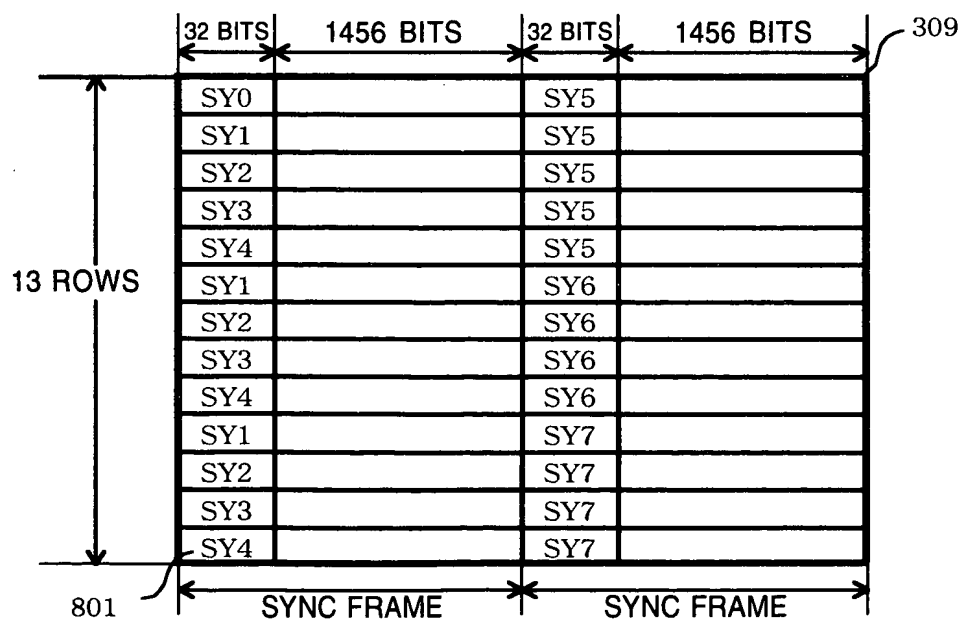 32 BITS 1456 BITS 32 BITS 1456 BITS 309
SY0 SY5
SY1 SY5
SY2 SY5
SY3 SY5
SY4 SY5
13 ROWS SY1 SY6
SY2 SY6
SY3 SY6
SY4 SY6
SY1 SY7
SY2 SY7
SY3 SY7
SY4 SY7
801 SYNC FRAME SYNC FRAME